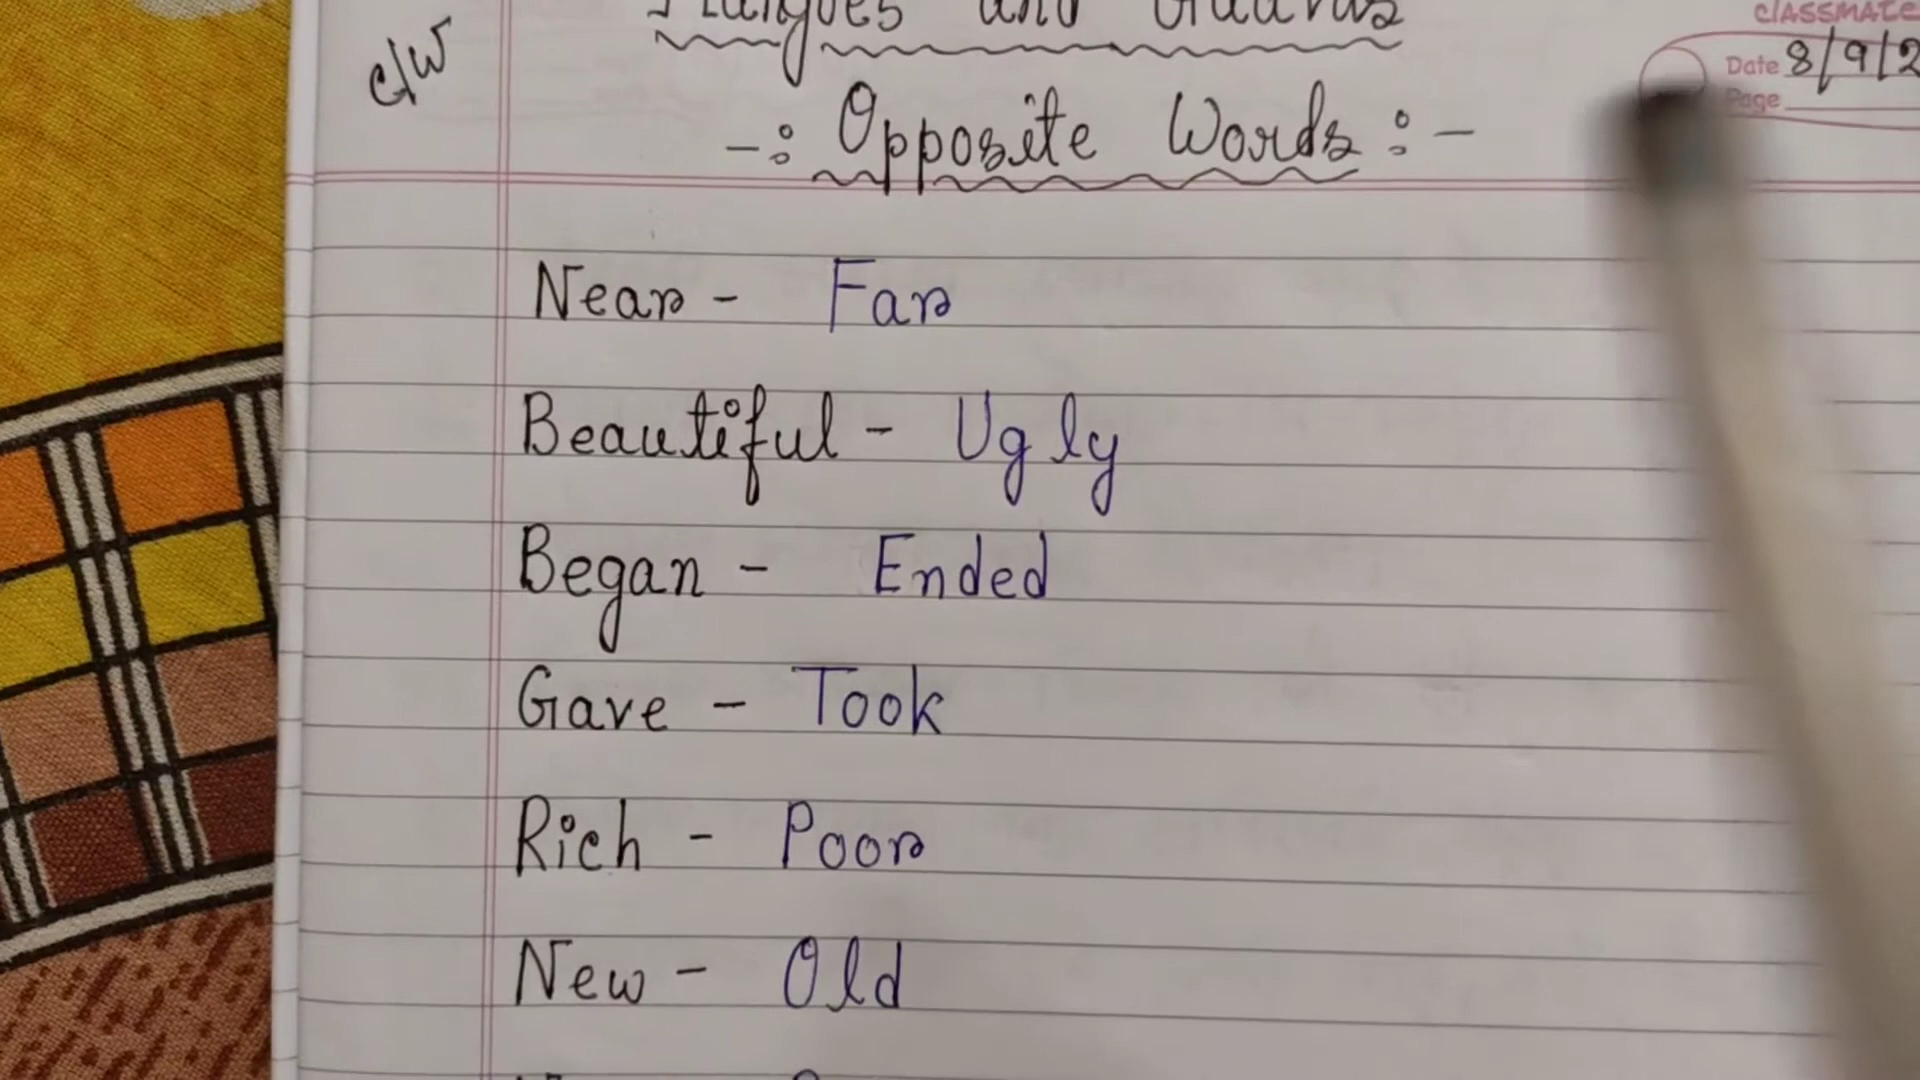 CLASSMATE
c/w
and
Date 8/9/2
Page
-: Opposite Words :-
Near - Far
Beautiful - Ugly
Began - Ended
Gave - Took
Rich - Poor
New - Old